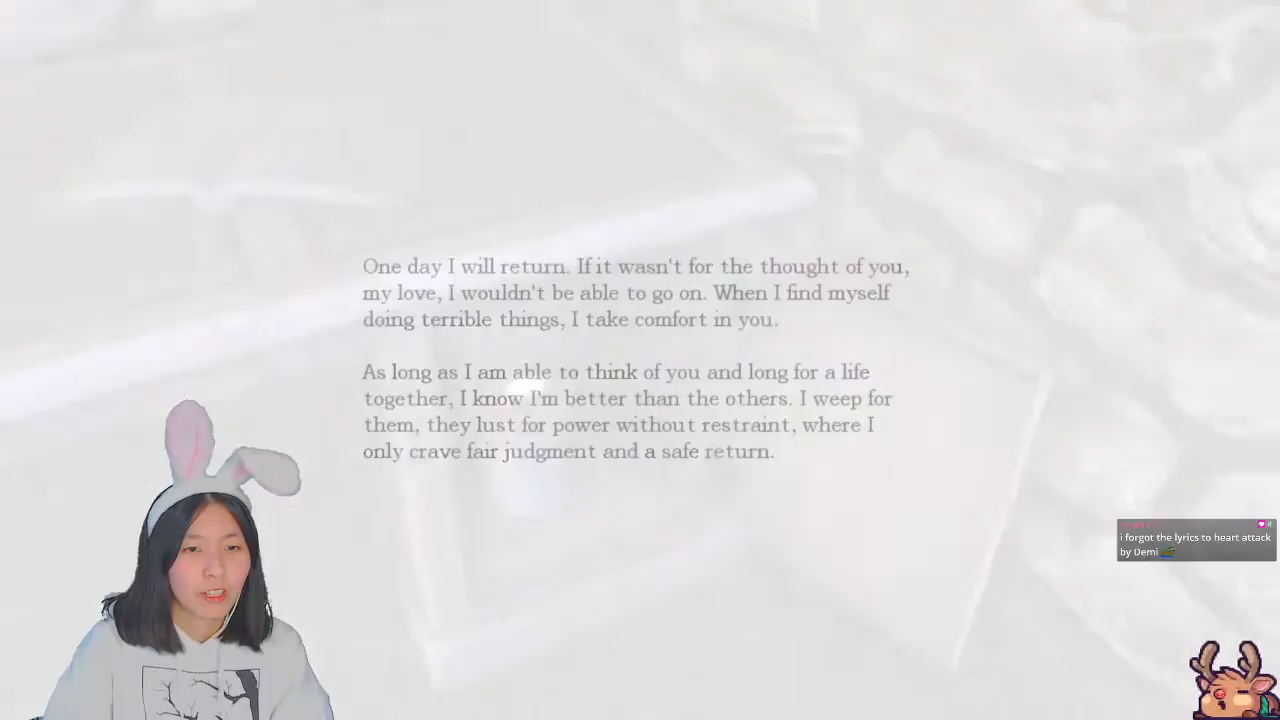 One day I will return. If it wasn't for the thought of you,
my love, I wouldn't be able to go on. When I find myself
doing terrible things, I take comfort in you.
As long as I am able to think of you and long for a life
together, I know I'm better than the others. I weep for
them, they lust for power without restraint, where I
only crave fair judgment and a safe return.
i forgot the lyrics to heart attack
by Demi